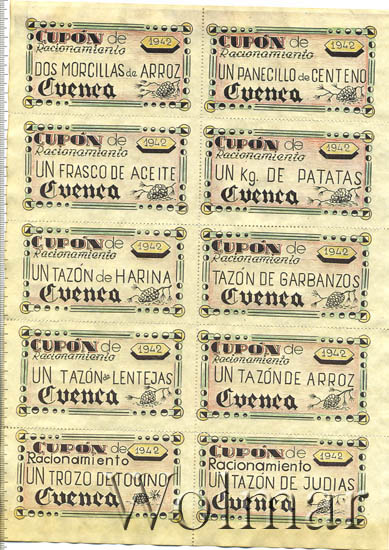 CUPÓN de 1942
Racionamiento
DOS MORCILLAS de ARROZ
Cuenca
CUPÓN de 1942
Racionamiento
UN PANECILLO de CENTENO
Cuenca
CUPÓN de 1942
Racionamiento
UN FRASCO DE ACEITE
Cuenca
CUPÓN de 1942
Racionamiento
UN Kg. DE PATATAS
Cuenca
CUPÓN de 1942
Racionamiento
UN TAZÓN de HARINA
Cuenca
CUPÓN de 1942
Racionamiento
TAZÓN DE GARBANZOS
Cuenca
CUPÓN de 1942
Racionamiento
UN TAZÓN de LENTEJAS
Cuenca
CUPÓN de 1942
Racionamiento
UN TAZON DE ARROZ
Cuenca
CUPÓN de 1942
Racionamiento
UN TROZO DE TOCINO
Cuenca
CUPÓN de 1942
Racionamiento
UN TAZÓN DE JUDIAS
Cuenca
Wolmar